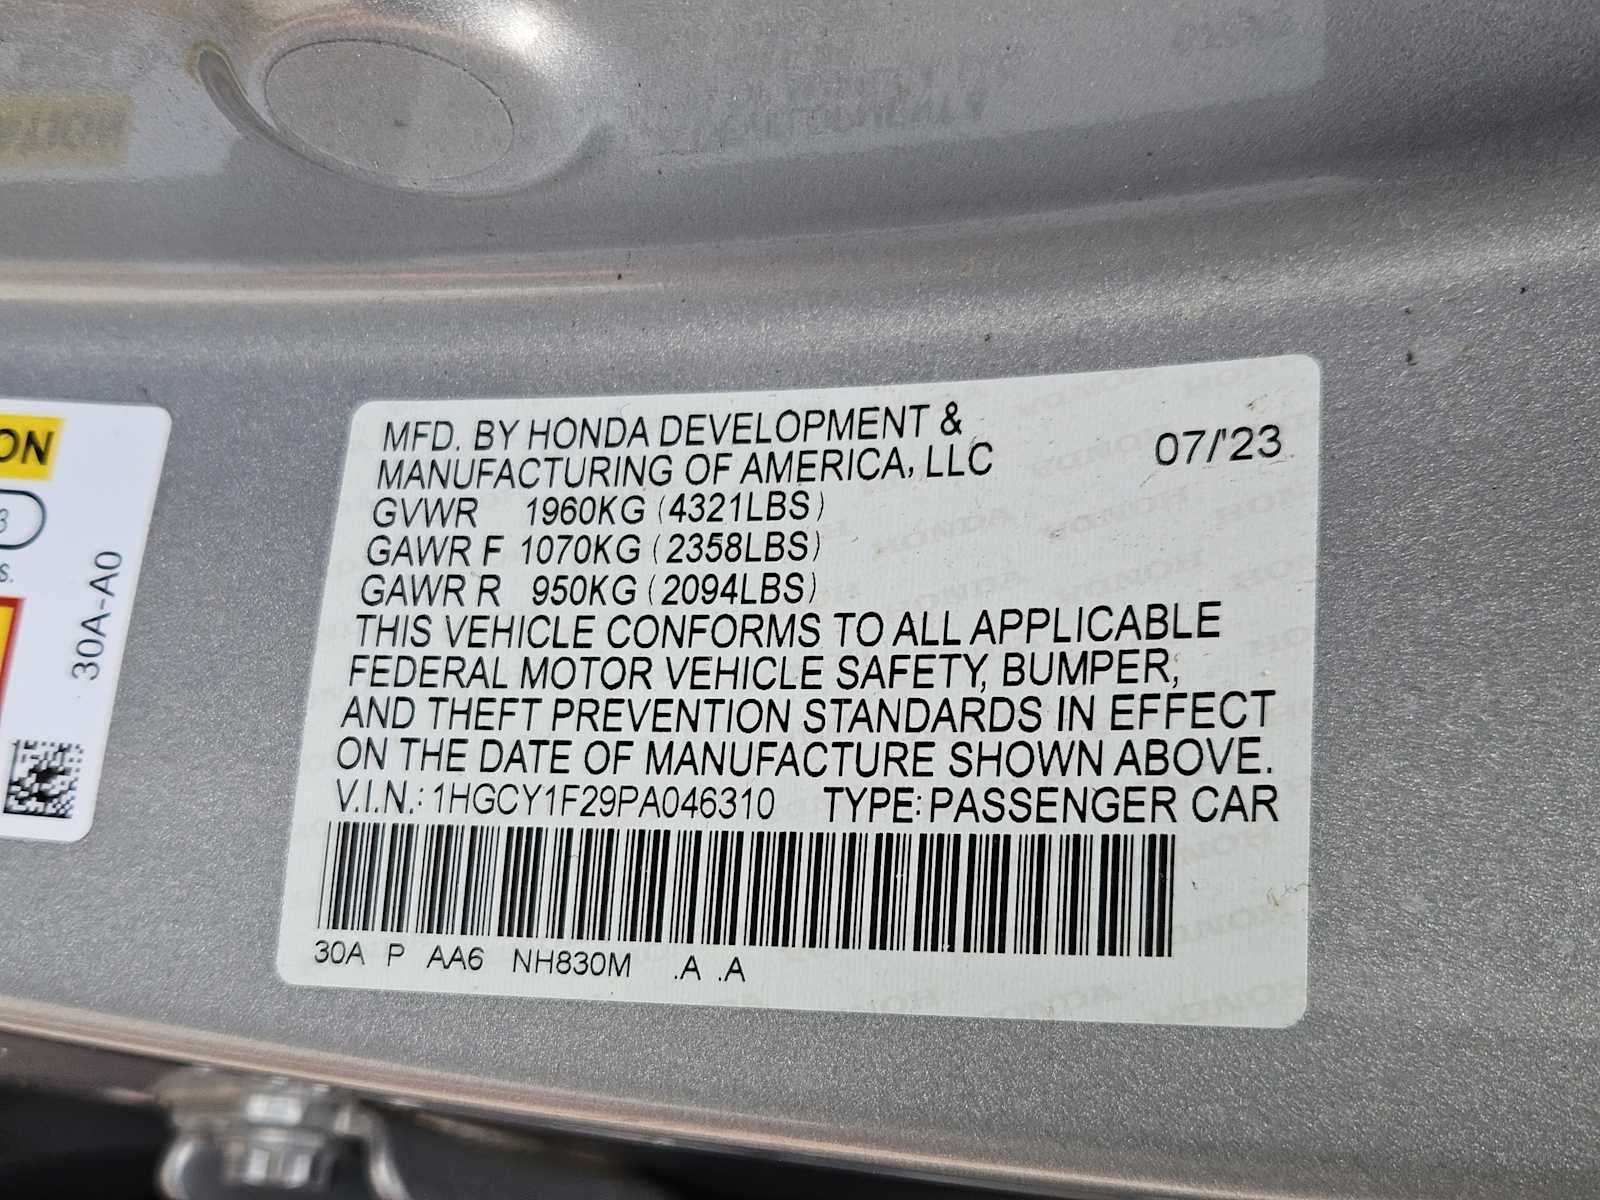 MFD. BY HONDA DEVELOPMENT &
MANUFACTURING OF AMERICA, LLC
07/'23
GVWR 1960KG (4321LBS)
GAWR F 1070KG (2358LBS)
GAWR R 950KG (2094LBS)
THIS VEHICLE CONFORMS TO ALL APPLICABLE
FEDERAL MOTOR VEHICLE SAFETY, BUMPER,
AND THEFT PREVENTION STANDARDS IN EFFECT
ON THE DATE OF MANUFACTURE SHOWN ABOVE.
V.I.N.: 1HGCY1F29PA046310 TYPE: PASSENGER CAR
30A P AA6 NH830M .A .A
ON
3
S.
30A-A0